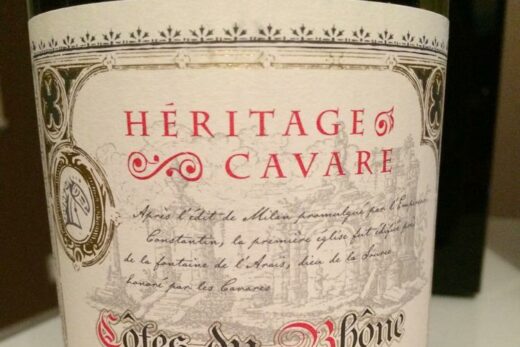 HÉRITAGE
CAVARE
Après l'édit de Milan promulgué par l'Empereur
Constantin, la première église fut édifiée près
de la fontaine de l'Arais, dieu de la Source
honoré par les Cavares
Côtes du Rhône